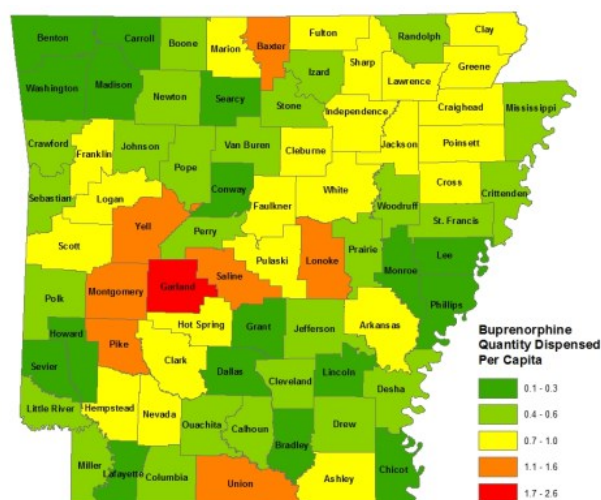 Benton
Carroll
Boone
Marion
Baxter
Fulton
Randolph
Clay
Washington
Madison
Newton
Searcy
Stone
Izard
Sharp
Lawrence
Greene
Independence
Craighead
Mississippi
Crawford
Franklin
Johnson
Pope
Van Buren
Cleburne
Jackson
Poinsett
Sebastian
Logan
Conway
Faulkner
White
Woodruff
Cross
Crittenden
St. Francis
Scott
Yell
Perry
Pulaski
Lonoke
Prairie
Monroe
Lee
Phillips
Polk
Montgomery
Garland
Saline
Hot Spring
Grant
Jefferson
Arkansas
Howard
Sevier
Pike
Clark
Dallas
Cleveland
Lincoln
Desha
Little River
Hempstead
Nevada
Ouachita
Calhoun
Bradley
Drew
Miller
Lafayette
Columbia
Union
Ashley
Chicot
Buprenorphine
Quantity Dispensed
Per Capita
0.1 - 0.3
0.4 - 0.6
0.7 - 1.0
1.1 - 1.6
1.7 - 2.6